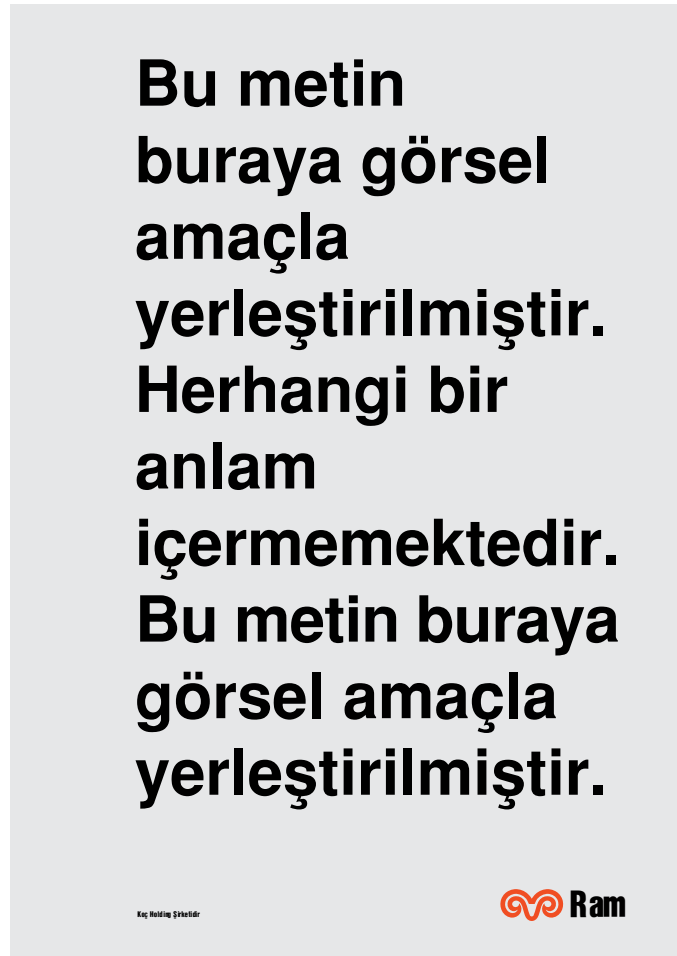 Bu metin
buraya görsel
amaçla
yerleştirilmiştir.
Herhangi bir
anlam
içermemektedir.
Bu metin buraya
görsel amaçla
yerleştirilmiştir.
Koç Holding Şirketidir
Ram